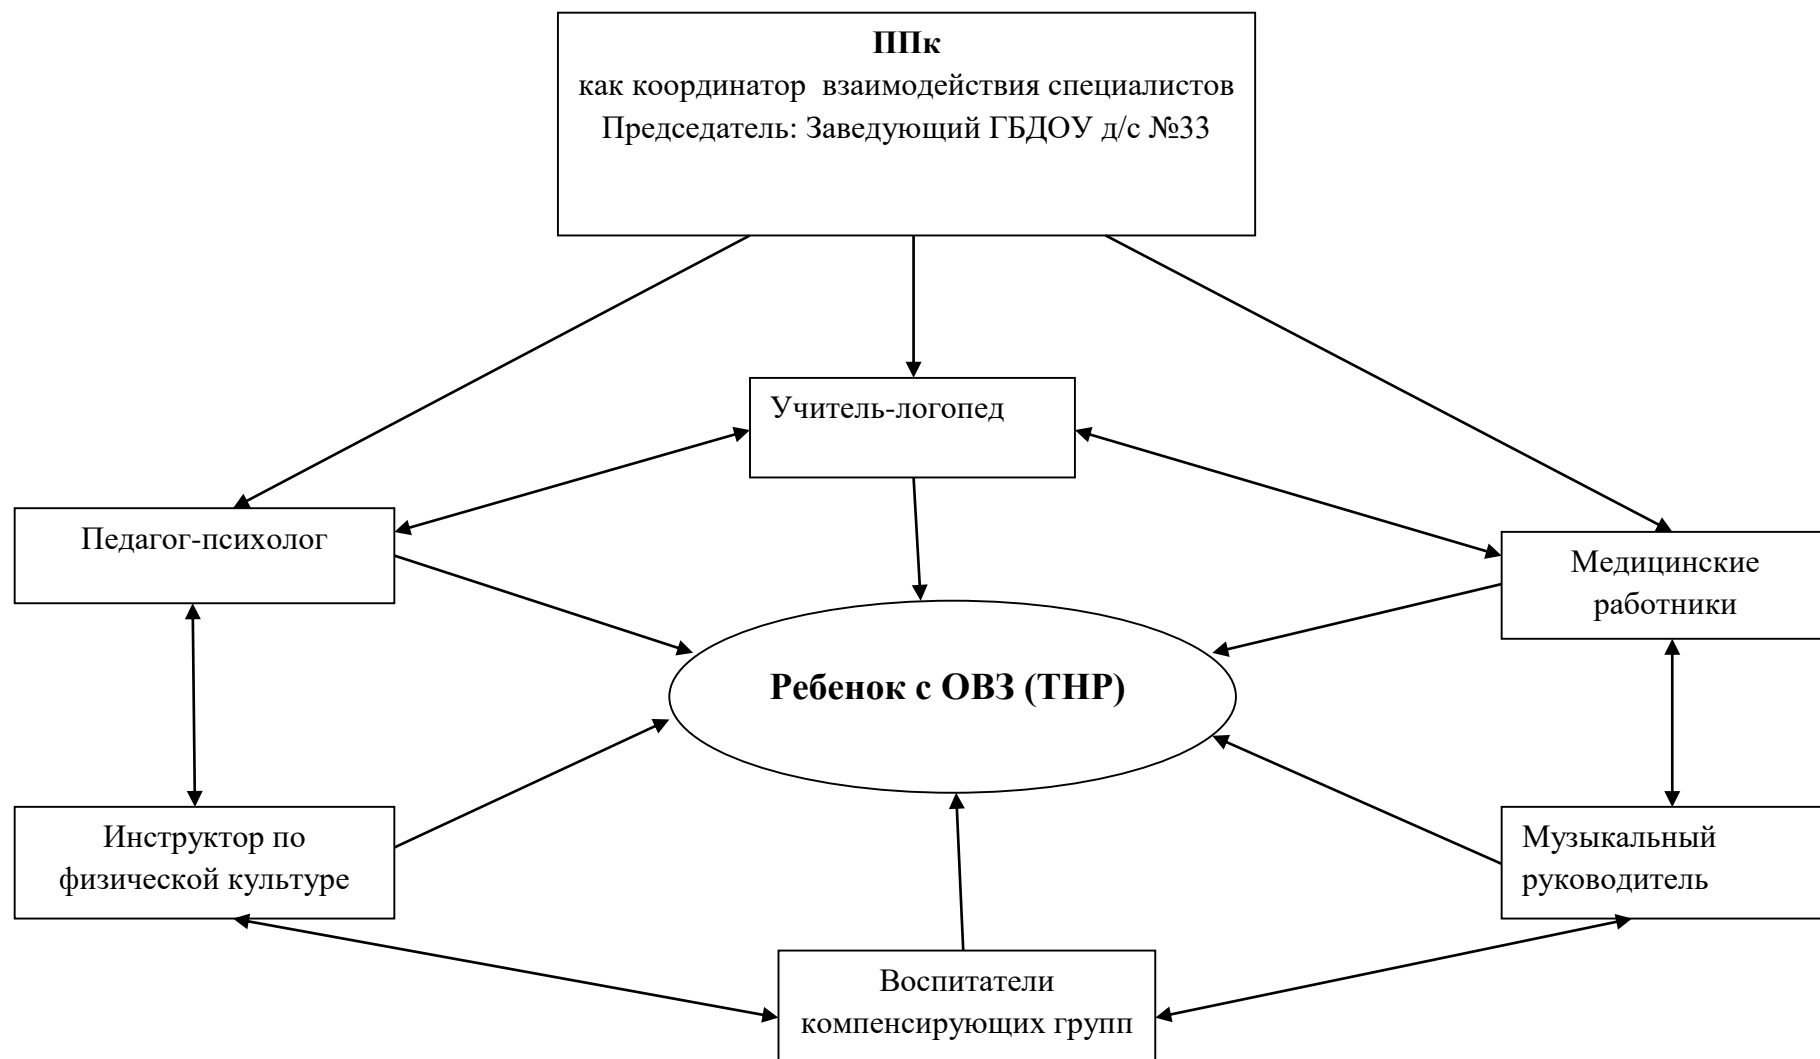 ППк
как координатор взаимодействия специалистов
Председатель: Заведующий ГБДОУ д/с №33
Учитель-логопед
Педагог-психолог
Медицинские
работники
Ребенок с ОВЗ (ТНР)
Инструктор по
физической культуре
Музыкальный
руководитель
Воспитатели
компенсирующих групп